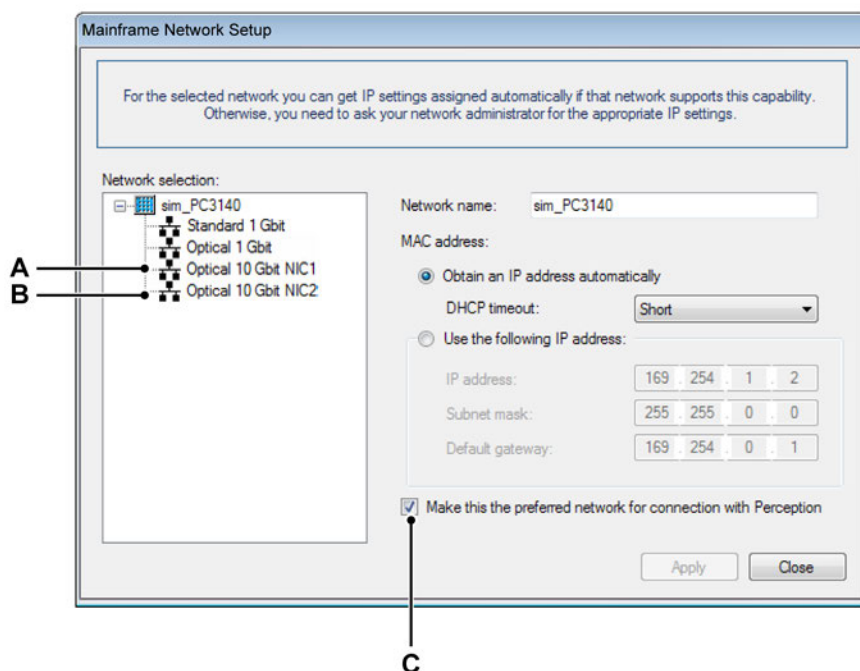 Mainframe Network Setup
For the selected network you can get IP settings assigned automatically if that network supports this capability.
Otherwise, you need to ask your network administrator for the appropriate IP settings.
Network selection:
sim_PC3140
Standard 1 Gbit
Optical 1 Gbit
A
Optical 10 Gbit NIC1
B
Optical 10 Gbit NIC2
Network name:
sim_PC3140
MAC address:
Obtain an IP address automatically
DHCP timeout:
Short
Use the following IP address:
IP address:
169 . 254 . 1 . 2
Subnet mask:
255 . 255 . 0 . 0
Default gateway:
169 . 254 . 0 . 1
Make this the preferred network for connection with Perception
Apply
Close
C